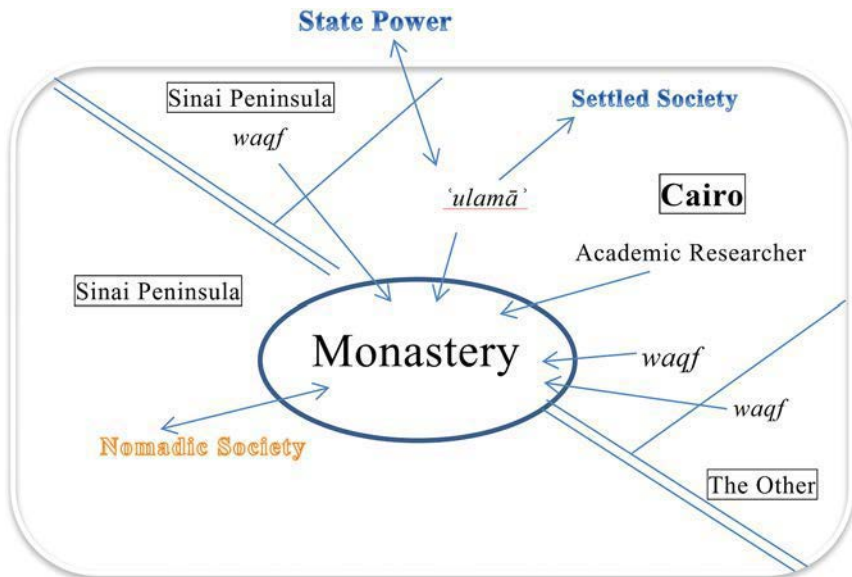 State Power
Sinai Peninsula
waqf
Settled Society
ʿulamāʾ
Cairo
Academic Researcher
Sinai Peninsula
Monastery
waqf
waqf
Nomadic Society
The Other